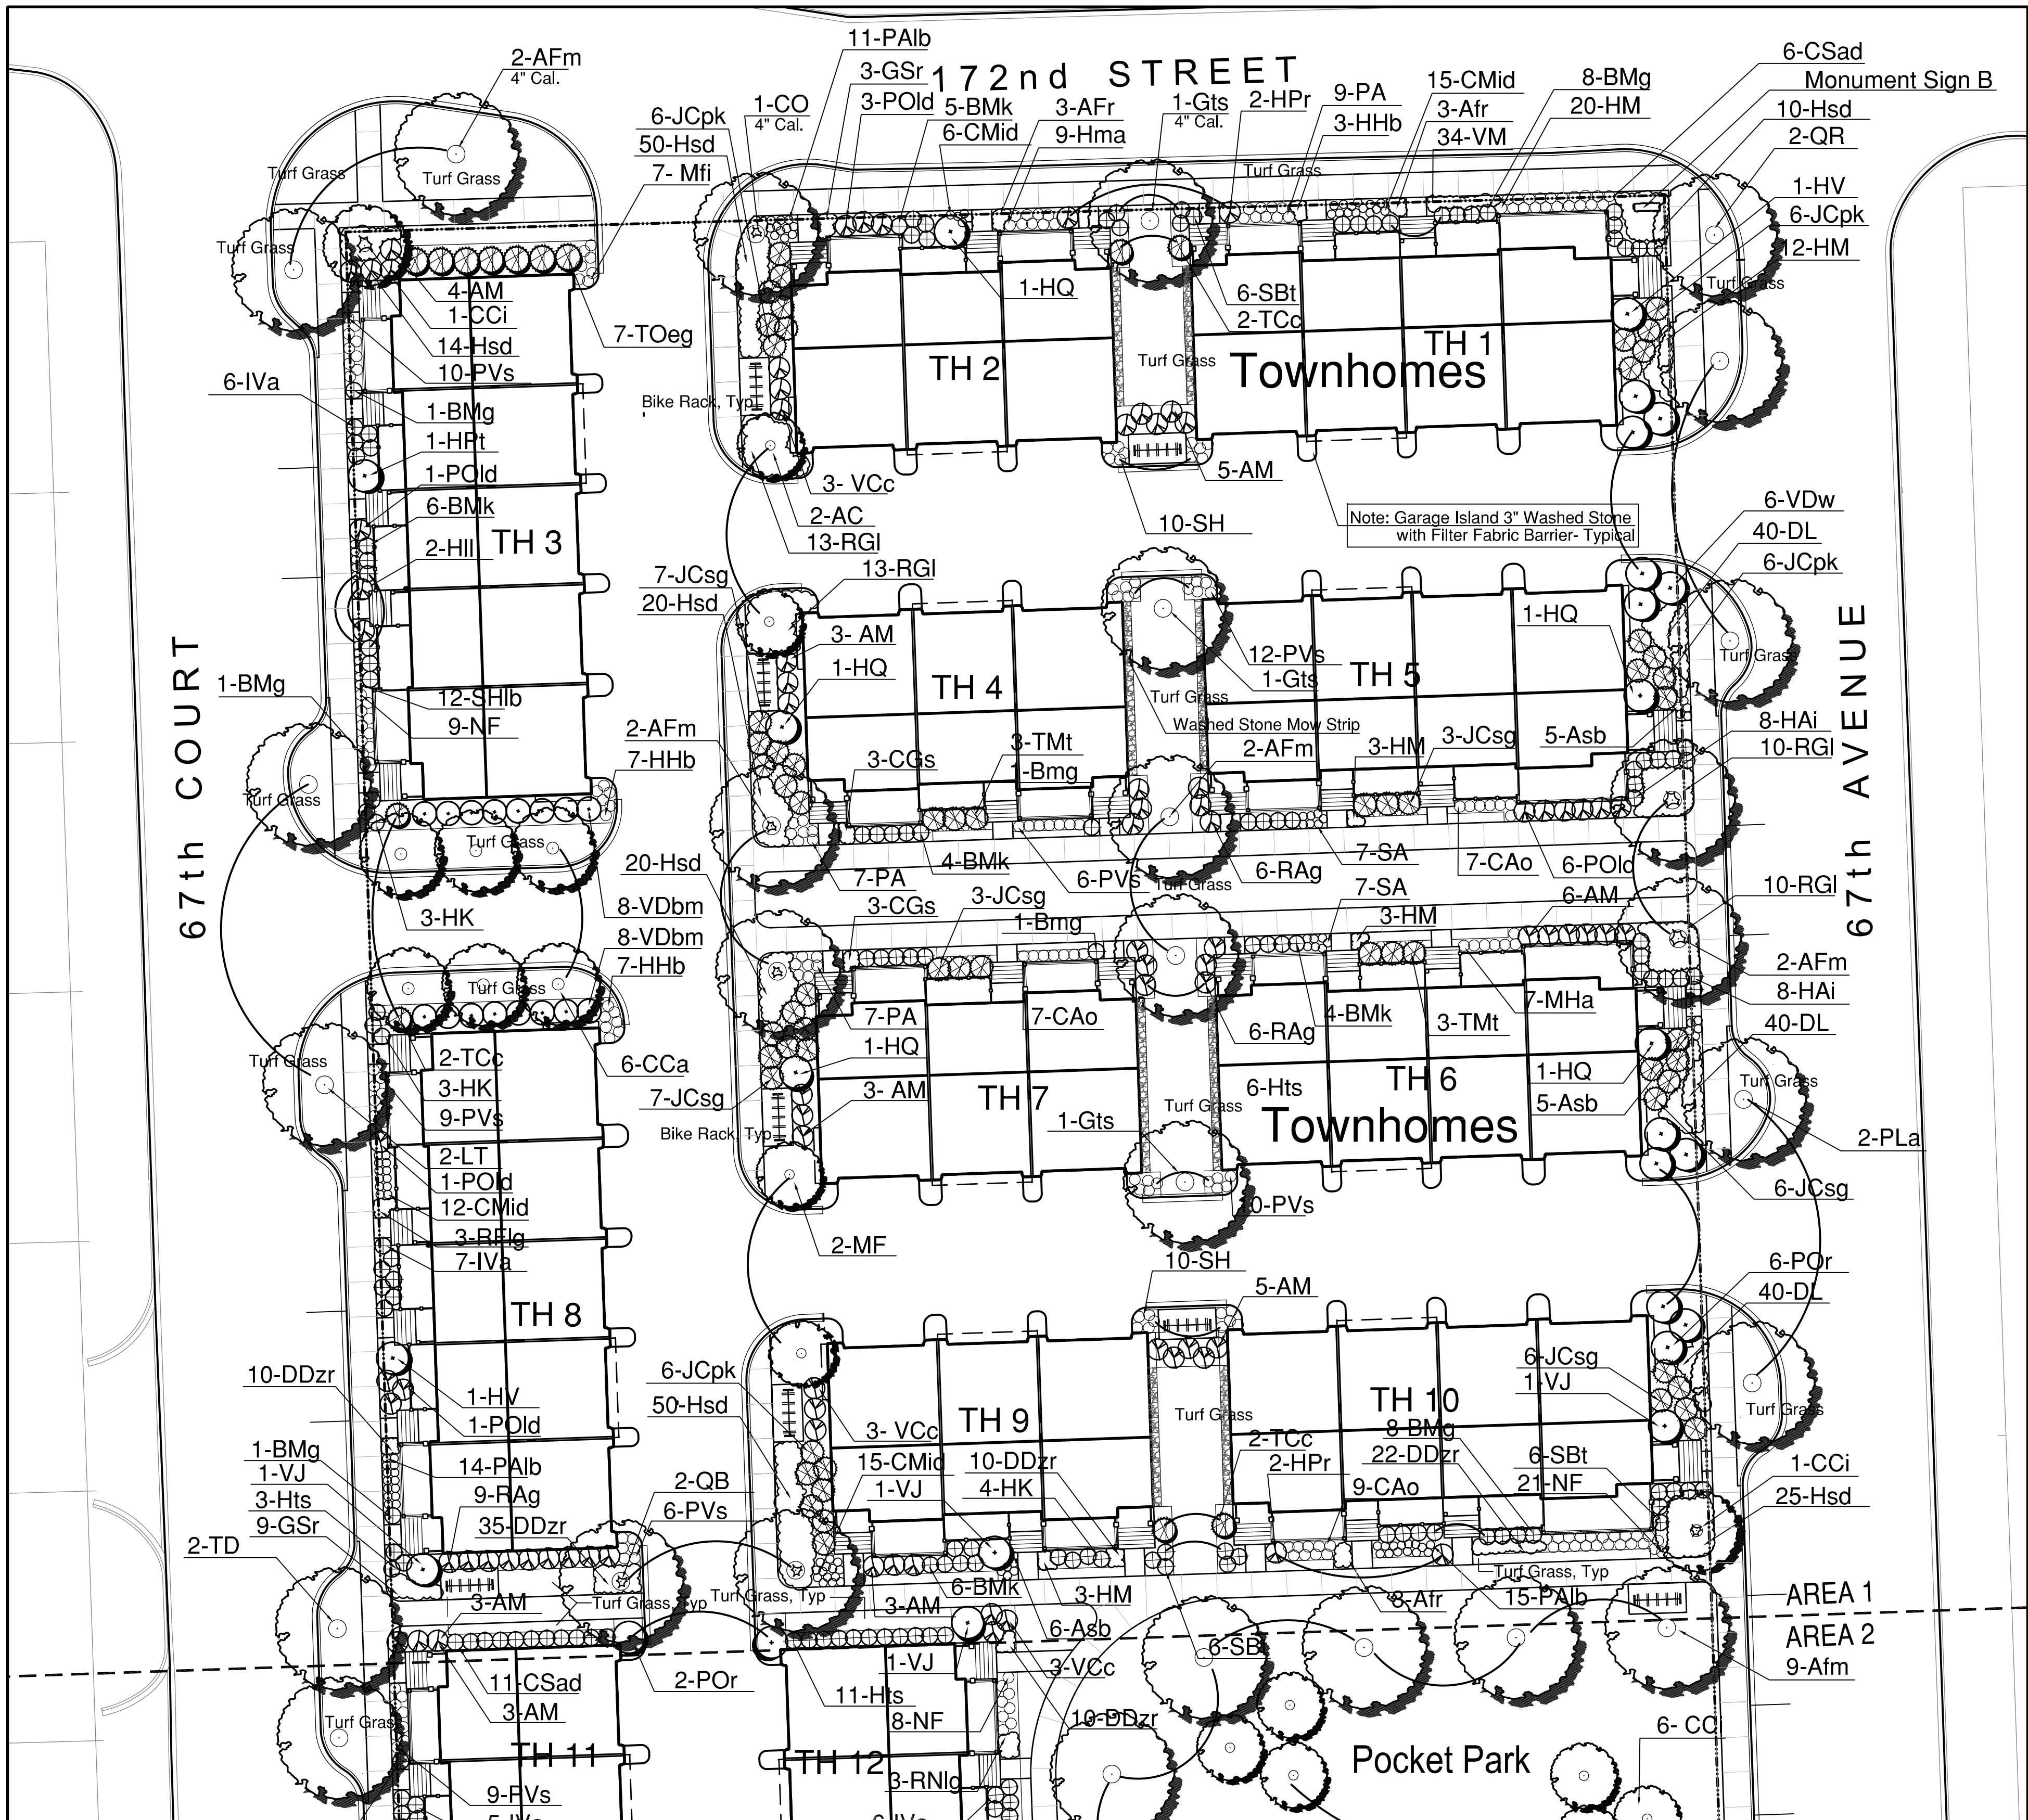 172nd STREET
2-AFm
4" Cal.
11-PAlb
3-GSr
3-POld
1-CO
4" Cal.
6-JCpk
50-Hsd
7- Mfi
5-BMk
6-CMid
3-AFr
9-Hma
1-Gts
4" Cal.
2-HPr
9-PA
3-HHb
15-CMid
3-Afr
34-VM
8-BMg
20-HM
6-CSad
Monument Sign B
10-Hsd
2-QR
1-HV
6-JCpk
12-HM
Turf Grass
Turf Grass
Turf Grass
Turf Grass
Turf Grass
4-AM
1-CCi
14-Hsd
10-PVs
7-TOeg
6-IVa
1-BMg
1-HPt
1-POld
6-BMk
2-Hll
TH 3
1-HQ
6-SBt
2-TCc
Turf Grass
TH 2
TH 1
Townhomes
Bike Rack, Typ
3- VCc
2-AC
13-RGl
5-AM
10-SH
Note: Garage Island 3" Washed Stone
with Filter Fabric Barrier- Typical
6-VDw
40-DL
6-JCpk
67th COURT
67th AVENUE
7-JCsg
20-Hsd
13-RGl
3- AM
1-HQ
1-HQ
12-PVs
1-Gts
TH 4
TH 5
Turf Grass
Turf Grass
Washed Stone Mow Strip
1-BMg
12-SHlb
9-NF
2-AFm
7-HHb
3-CGs
3-TMt
1-Bmg
2-AFm
3-HM
3-JCsg
5-Asb
8-HAi
10-RGl
Turf Grass
Turf Grass
20-Hsd
7-PA
4-BMk
6-PVs
Turf Grass
6-RAg
7-SA
7-CAo
6-POld
3-HK
8-VDbm
8-VDbm
7-HHb
3-CGs
3-JCsg
1-Bmg
7-SA
3-HM
6-AM
10-RGl
2-AFm
8-HAi
40-DL
Turf Grass
Turf Grass
7-PA
7-CAo
6-RAg
4-BMk
3-TMt
7-MHa
2-TCc
3-HK
9-PVs
6-CCa
1-HQ
7-JCsg
3- AM
TH 7
6-Hts
TH 6
1-HQ
5-Asb
Turf Grass
Turf Grass
Bike Rack, Typ
1-Gts
Townhomes
2-PLa
2-LT
1-POld
12-CMid
3-RFlg
7-IVa
6-JCsg
10-PVs
2-MF
10-SH
5-AM
6-POr
40-DL
TH 8
10-DDzr
1-HV
1-POld
6-JCpk
50-Hsd
TH 9
TH 10
Turf Grass
Turf Grass
6-JCsg
1-VJ
3- VCc
15-CMid
1-VJ
10-DDzr
4-HK
2-TCc
2-HPr
9-CAo
8-BMg
22-DDzr
6-SBt
21-NF
1-CCi
25-Hsd
1-BMg
1-VJ
3-Hts
9-GSr
2-TD
14-PAlb
9-RAg
35-DDzr
2-QB
6-PVs
Turf Grass, Typ
Turf Grass, Typ
Turf Grass, Typ
3-AM
6-BMk
3-AM
3-HM
6-Asb
3-Afr
15-PAlb
AREA 1
AREA 2
9-Afm
11-CSad
3-AM
2-POr
11-Hts
1-VJ
3-VCc
6-SBt
8-NF
10-DDzr
Turf Grass
TH 11
TH 12
3-RNlg
Pocket Park
6- CCi
9-PVs